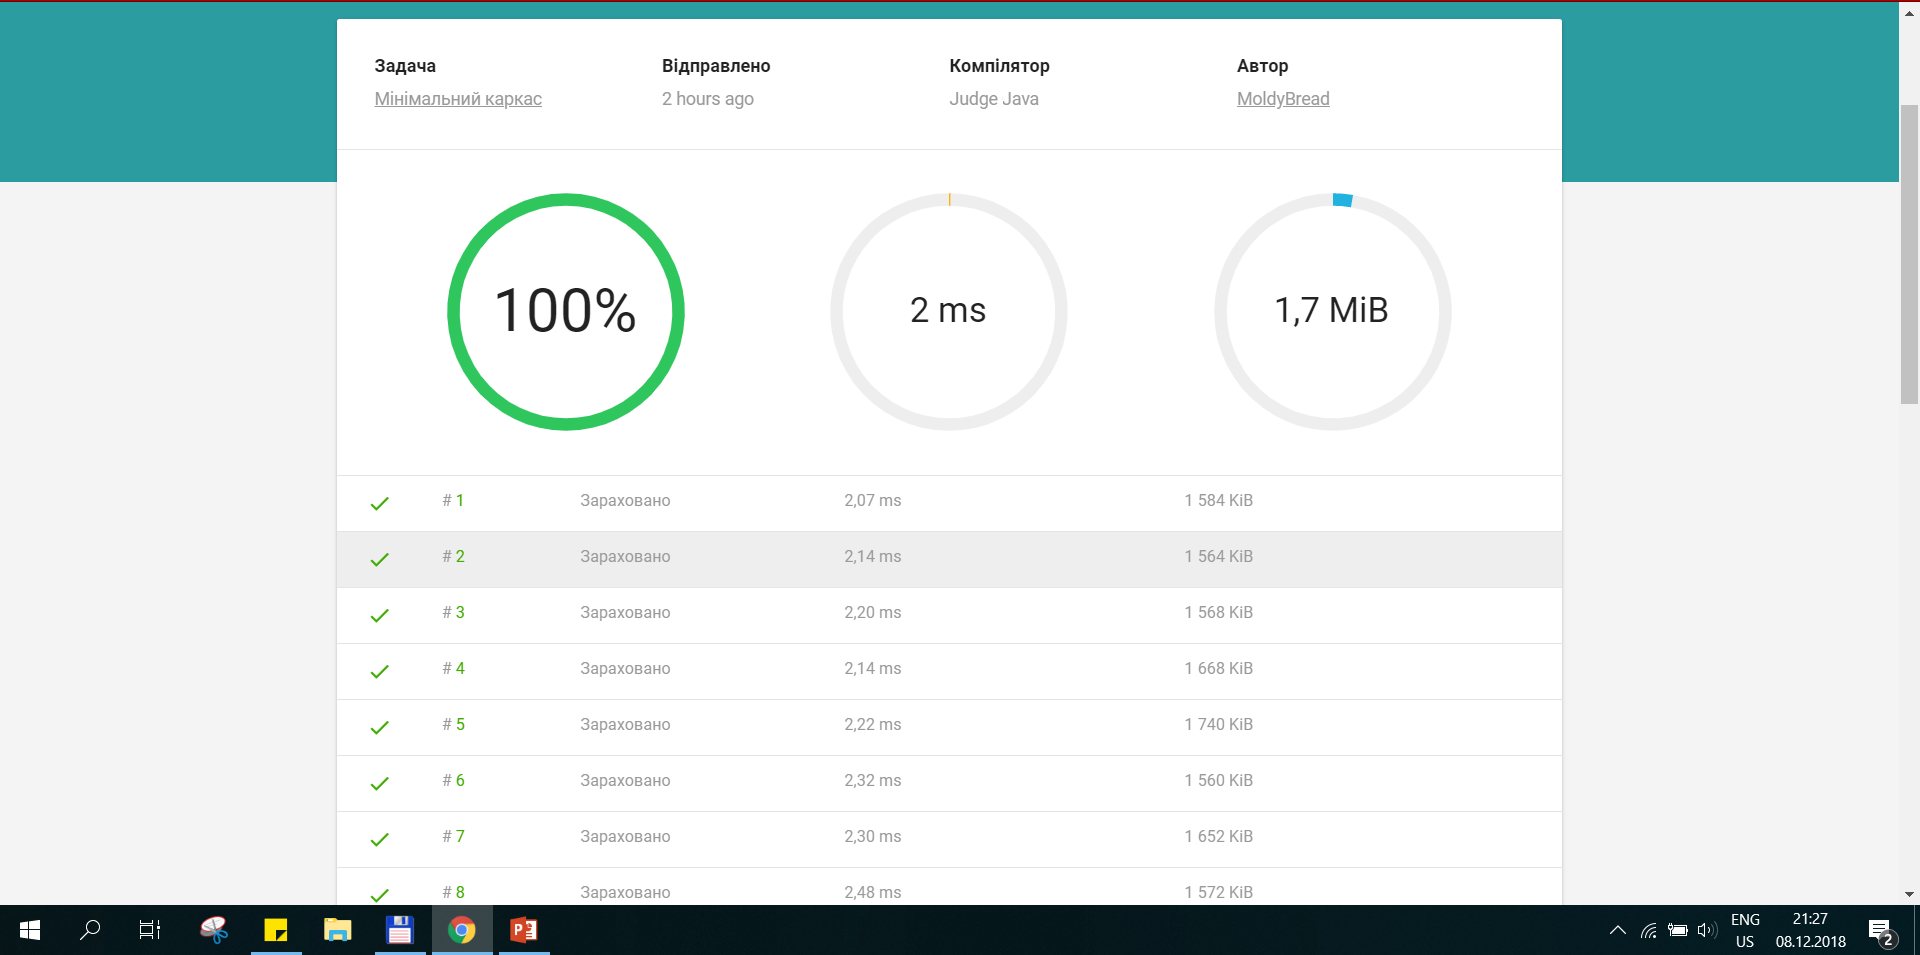 Задача Відправлено Компілятор Автор
Мінімальний каркас 2 hours ago Judge Java MoldyBread
100% 2 ms 1,7 MiB
# 1 Зараховано 2,07 ms 1 584 KiB
# 2 Зараховано 2,14 ms 1 564 KiB
# 3 Зараховано 2,20 ms 1 568 KiB
# 4 Зараховано 2,14 ms 1 668 KiB
# 5 Зараховано 2,22 ms 1 740 KiB
# 6 Зараховано 2,32 ms 1 560 KiB
# 7 Зараховано 2,30 ms 1 652 KiB
# 8 Зараховано 2,48 ms 1 572 KiB
ENG 21:27
US 08.12.2018 2